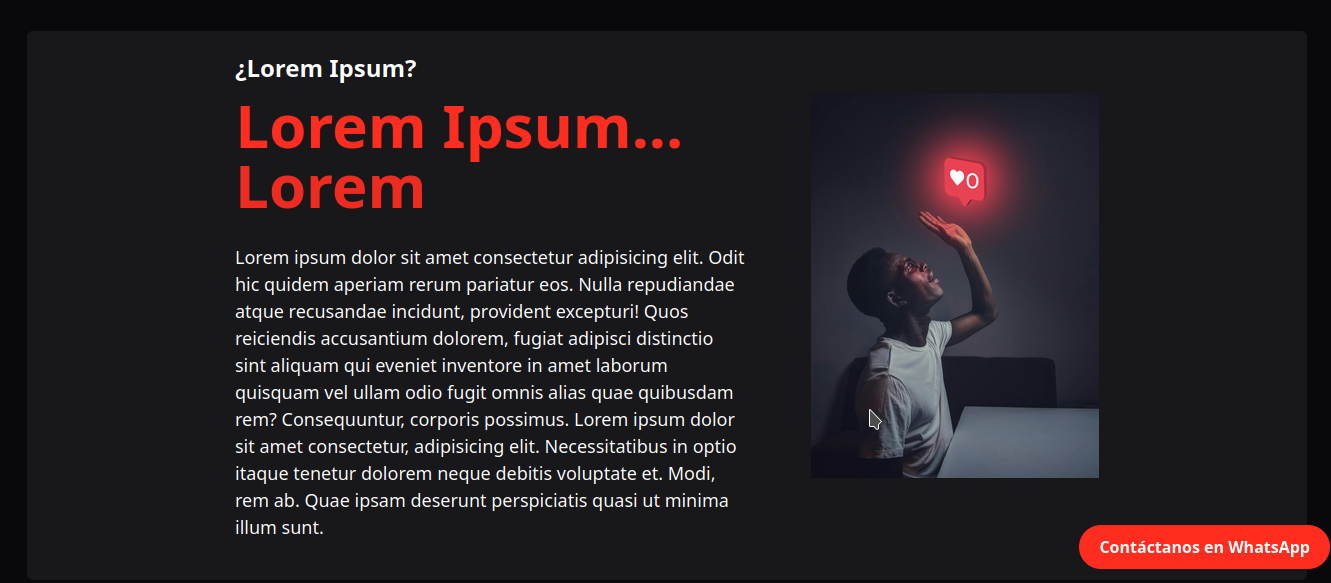 ¿Lorem Ipsum?
Lorem Ipsum...
Lorem
Lorem ipsum dolor sit amet consectetur adipisicing elit. Odit
hic quidem aperiam rerum pariatur eos. Nulla repudiandae
atque recusandae incidunt, provident excepturi! Quos
reiciendis accusantium dolorem, fugiat adipisci distinctio
sint aliquam qui eveniet inventore in amet laborum
quisquam vel ullam odio fugit omnis alias quae quibusdam
rem? Consequuntur, corporis possimus. Lorem ipsum dolor
sit amet consectetur, adipisicing elit. Necessitatibus in optio
itaque tenetur dolorem neque debitis voluptate et. Modi,
rem ab. Quae ipsam deserunt perspiciatis quasi ut minima
illum sunt.
0
Contáctanos en WhatsApp